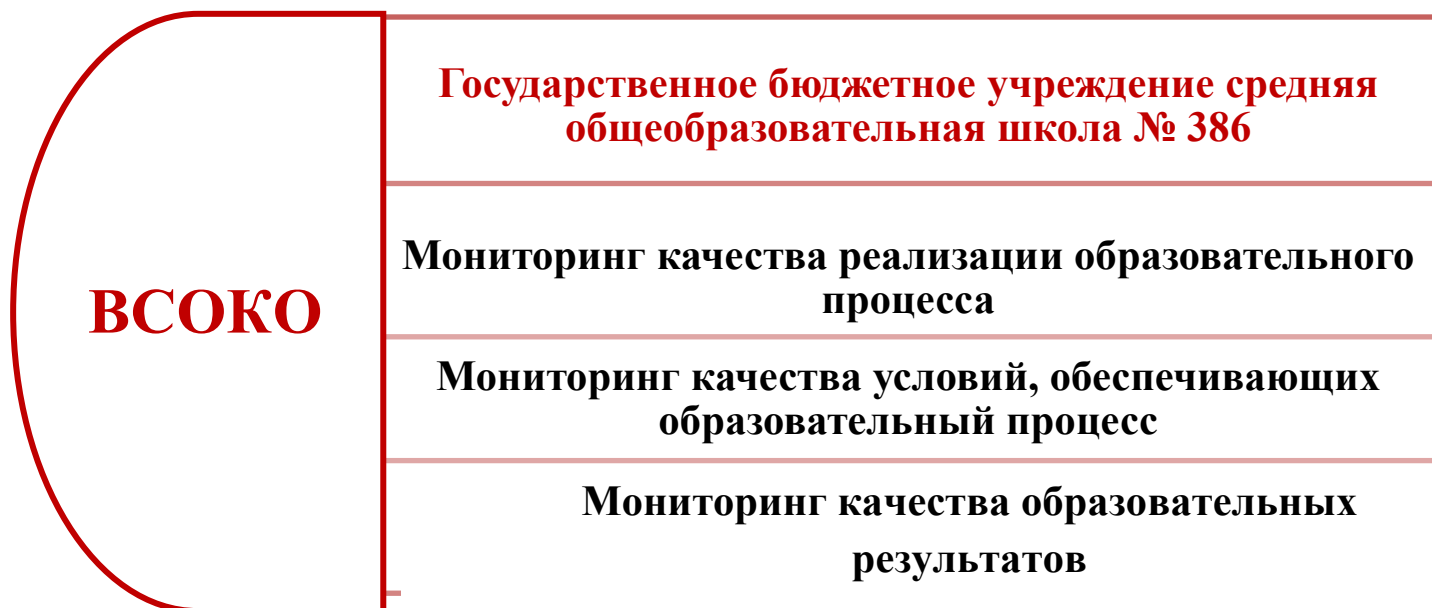 ВСОКО
Государственное бюджетное учреждение средняя
общеобразовательная школа № 386
Мониторинг качества реализации образовательного
процесса
Мониторинг качества условий, обеспечивающих
образовательный процесс
Мониторинг качества образовательных
результатов